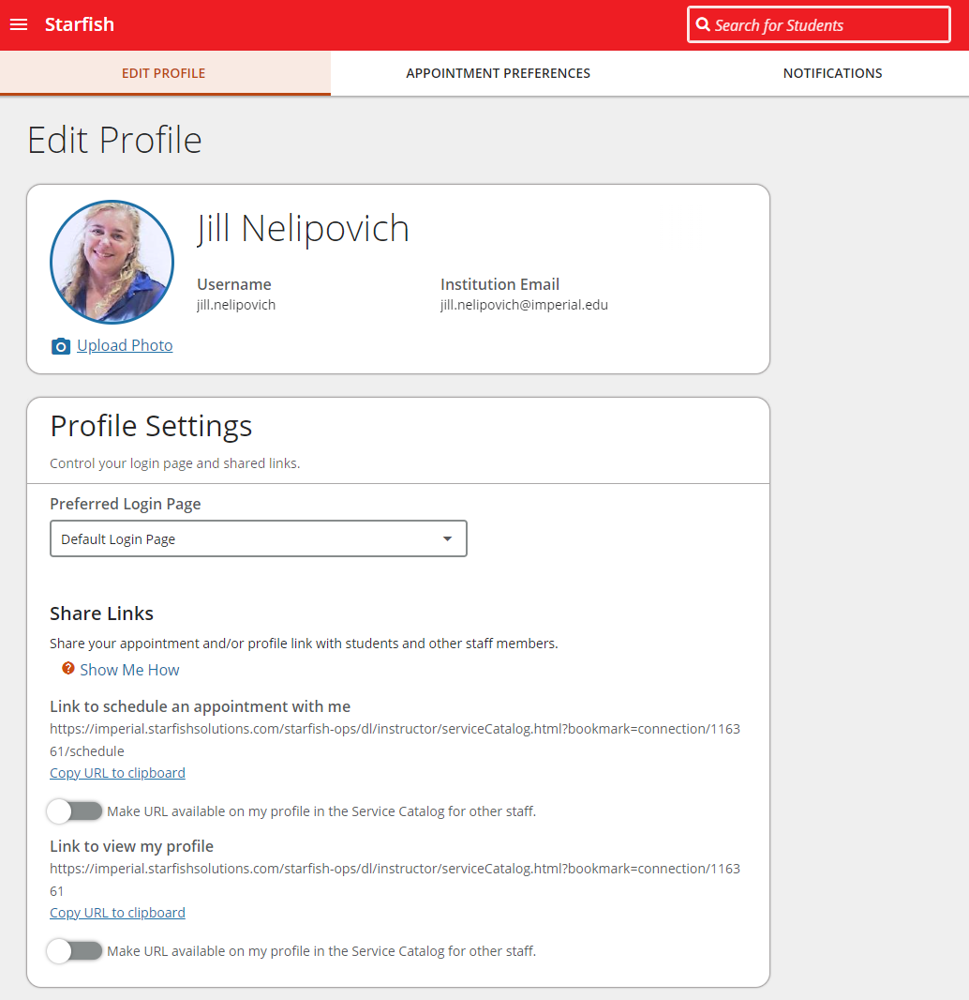 Starfish
Search for Students
EDIT PROFILE
APPOINTMENT PREFERENCES
NOTIFICATIONS
Edit Profile
Jill Nelipovich
Username
Institution Email
jill.nelipovich
jill.nelipovich@imperial.edu
Upload Photo
Profile Settings
Control your login page and shared links.
Preferred Login Page
Default Login Page
Share Links
Share your appointment and/or profile link with students and other staff members.
? Show Me How
Link to schedule an appointment with me
https://imperial.starfishsolutions.com/starfish-ops/dl/instructor/serviceCatalog.html?bookmark=connection/1163
61/schedule
Copy URL to clipboard
Make URL available on my profile in the Service Catalog for other staff.
Link to view my profile
https://imperial.starfishsolutions.com/starfish-ops/dl/instructor/serviceCatalog.html?bookmark=connection/1163
61
Copy URL to clipboard
Make URL available on my profile in the Service Catalog for other staff.